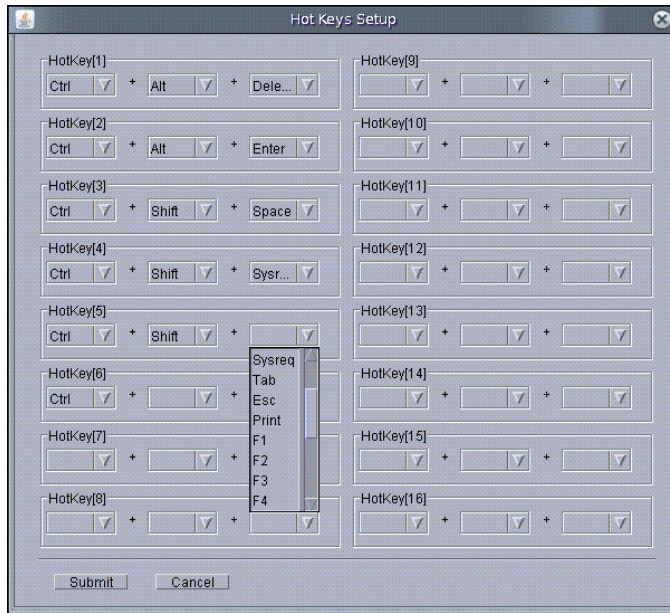 Hot Keys Setup
HotKey[1]
Ctrl + Alt + Dele...
HotKey[2]
Ctrl + Alt + Enter
HotKey[3]
Ctrl + Shift + Space
HotKey[4]
Ctrl + Shift + Sysr...
HotKey[5]
Ctrl + Shift +
Sysreq
Tab
Esc
Print
F1
F2
F3
F4
HotKey[6]
Ctrl + +
HotKey[7]
+ +
HotKey[8]
+ +
HotKey[9]
+ +
HotKey[10]
+ +
HotKey[11]
+ +
HotKey[12]
+ +
HotKey[13]
+ +
HotKey[14]
+ +
HotKey[15]
+ +
HotKey[16]
+ +
Submit Cancel